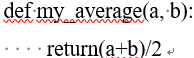 def my_average(a, b):
    return(a+b)/2